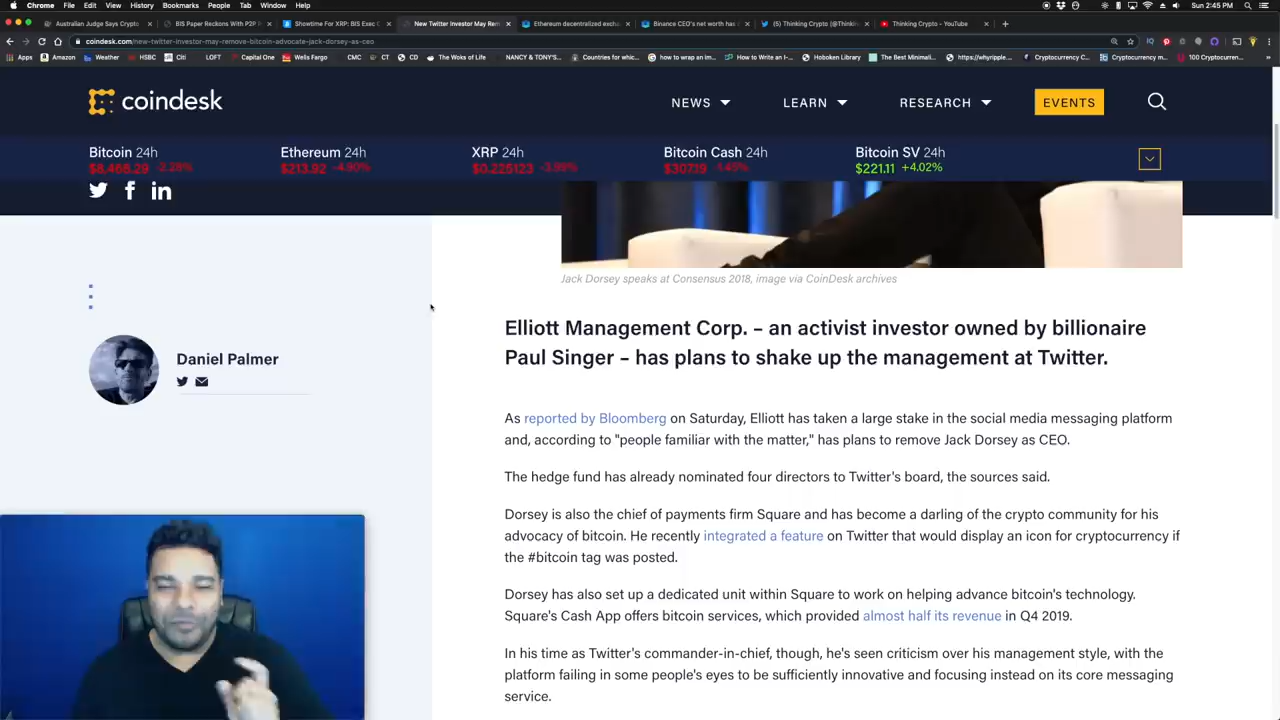 Chrome File Edit View History Bookmarks People Tab Window Help Sun 2:45 PM
Australian Judge Says Crypto BIS Paper Reckons With P2P Showtime For XRP: BIS Exec New Twitter Investor May Rem Ethereum decentralized excha Binance CEO's net worth has (5) Thinking Crypto (@Thinki Thinking Crypto - YouTube
coindesk.com/new-twitter-investor-may-remove-bitcoin-advocate-jack-dorsey-as-ceo
Apps Amazon Weather HSBC Citi LOFT Capital One Wells Fargo CMC CT CD The Woks of Life NANCY & TONY'S... Countries for whic... how to wrap an im... How to Write an I-... Hoboken Library The Best Minimali... https://whyripple... Cryptocurrency C... Cryptocurrency m... 100 Cryptocurren...
coindesk NEWS LEARN RESEARCH EVENTS
Bitcoin 24h Ethereum 24h XRP 24h Bitcoin Cash 24h Bitcoin SV 24h
$8,468.29 -2.28% $213.92 -4.90% $0.225123 -3.99% $307.19 -1.45% $221.11 +4.02%
Jack Dorsey speaks at Consensus 2018, image via CoinDesk archives
Elliott Management Corp. – an activist investor owned by billionaire
Paul Singer – has plans to shake up the management at Twitter.
Daniel Palmer
As reported by Bloomberg on Saturday, Elliott has taken a large stake in the social media messaging platform
and, according to "people familiar with the matter," has plans to remove Jack Dorsey as CEO.
The hedge fund has already nominated four directors to Twitter's board, the sources said.
Dorsey is also the chief of payments firm Square and has become a darling of the crypto community for his
advocacy of bitcoin. He recently integrated a feature on Twitter that would display an icon for cryptocurrency if
the #bitcoin tag was posted.
Dorsey has also set up a dedicated unit within Square to work on helping advance bitcoin's technology.
Square's Cash App offers bitcoin services, which provided almost half its revenue in Q4 2019.
In his time as Twitter's commander-in-chief, though, he's seen criticism over his management style, with the
platform failing in some people's eyes to be sufficiently innovative and focusing instead on its core messaging
service.